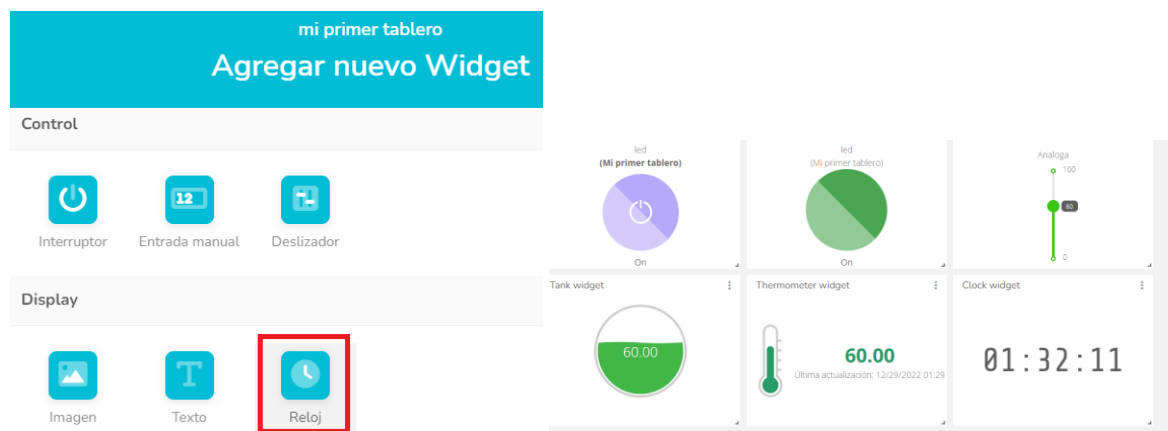 mi primer tablero
Agregar nuevo Widget
Control
12
Interruptor Entrada manual Deslizador
Display
T
Imagen Texto Reloj
led led Analoga
(Mi primer tablero) (Mi primer tablero) 100
60
0
On On
Tank widget Thermometer widget Clock widget
60.00 60.00 01:32:11
Última actualización: 12/29/2022 01:29